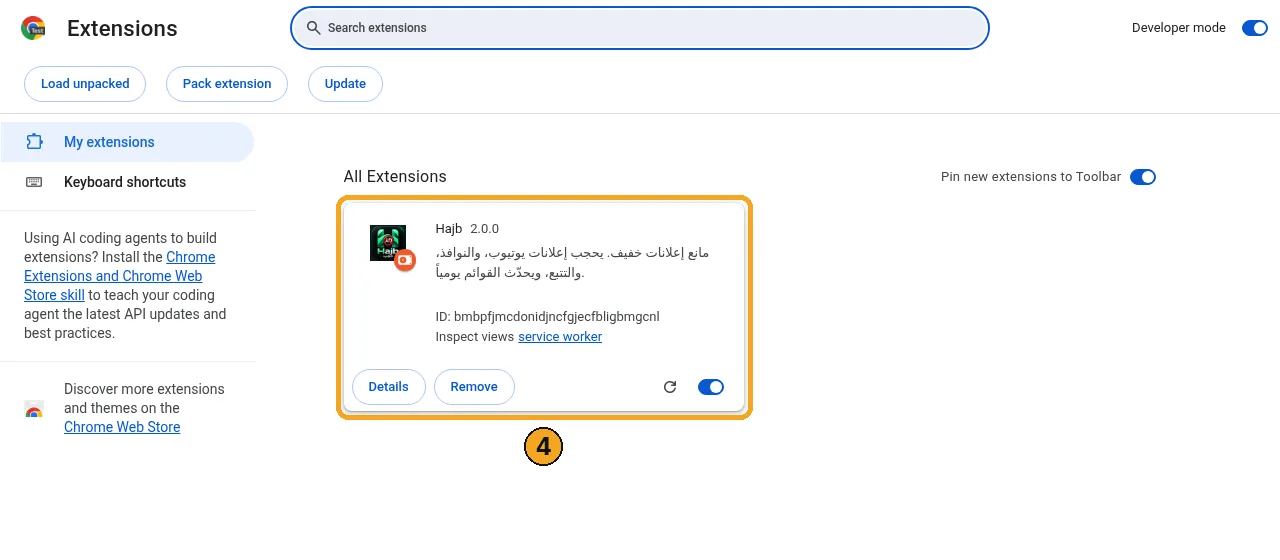 Extensions
Search extensions
Developer mode
Load unpacked
Pack extension
Update
My extensions
Keyboard shortcuts
Using AI coding agents to build
extensions? Install the Chrome
Extensions and Chrome Web
Store skill to teach your coding
agent the latest API updates and
best practices.
Discover more extensions
and themes on the
Chrome Web Store
All Extensions
Pin new extensions to Toolbar
Hajb 2.0.0
مانع إعلانات خفيف. يحجب إعلانات يوتيوب، والنوافذ،
والتتبع، ويحدّث القوائم يومياً.
ID: bmbpfjmcdonidjncfgjecfbligbmgcnl
Inspect views service worker
Details
Remove
4
Test
Hajb